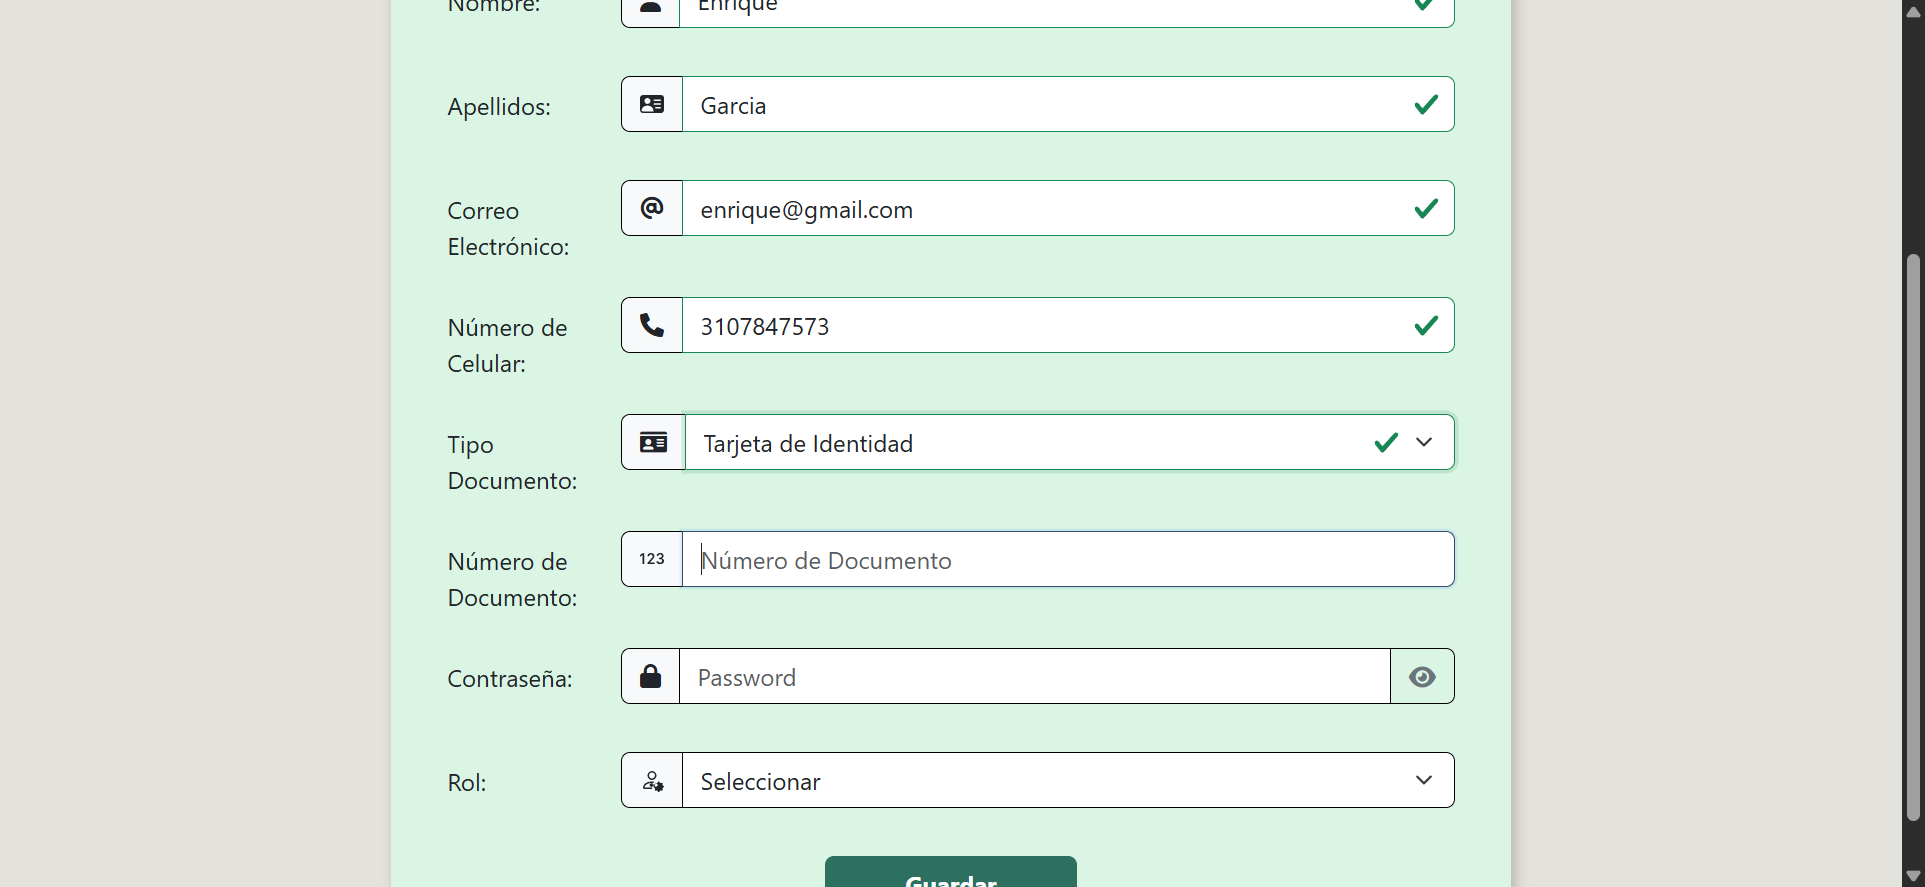 Nombre:
Enrique
Apellidos:
Garcia
Correo
Electrónico:
enrique@gmail.com
Número de
Celular:
3107847573
Tipo
Documento:
Tarjeta de Identidad
Número de
Documento:
123
Número de Documento
Contraseña:
Password
Rol:
Seleccionar
Guardar